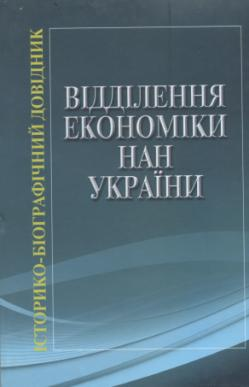 ІСТОРИКО-БІОГРАФІЧНИЙ ДОВІДНИК
ВІДДІЛЕННЯ
ЕКОНОМІКИ
НАН
УКРАЇНИ